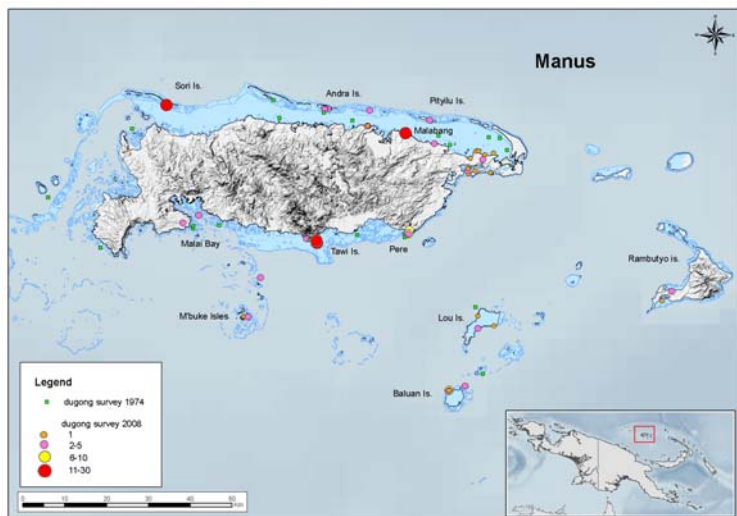 Manus
Sori Is.
Andra Is.
Pityilu Is.
Malabang
Malai Bay
Tawi Is.
Pere
Rambutyo is.
M'buke Isles
Lou Is.
Baluan Is.
Legend
dugong survey 1974
dugong survey 2008
1
2-5
6-10
11-30
0 10 20 30 40 50